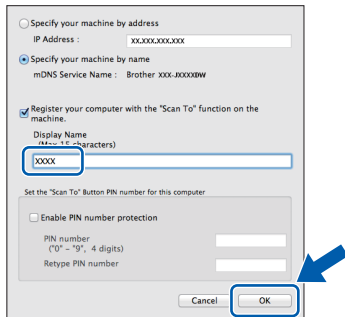 Specify your machine by address
IP Address : XX.XXX.XXX.XXX
Specify your machine by name
mDNS Service Name : Brother XXX-JXXXXDW
Register your computer with the "Scan To" function on the
machine.
Display Name
(Max 15 characters)
XXXX
Set the "Scan To" Button PIN number for this computer
Enable PIN number protection
PIN number
("0" – "9", 4 digits)
Retype PIN number
Cancel OK